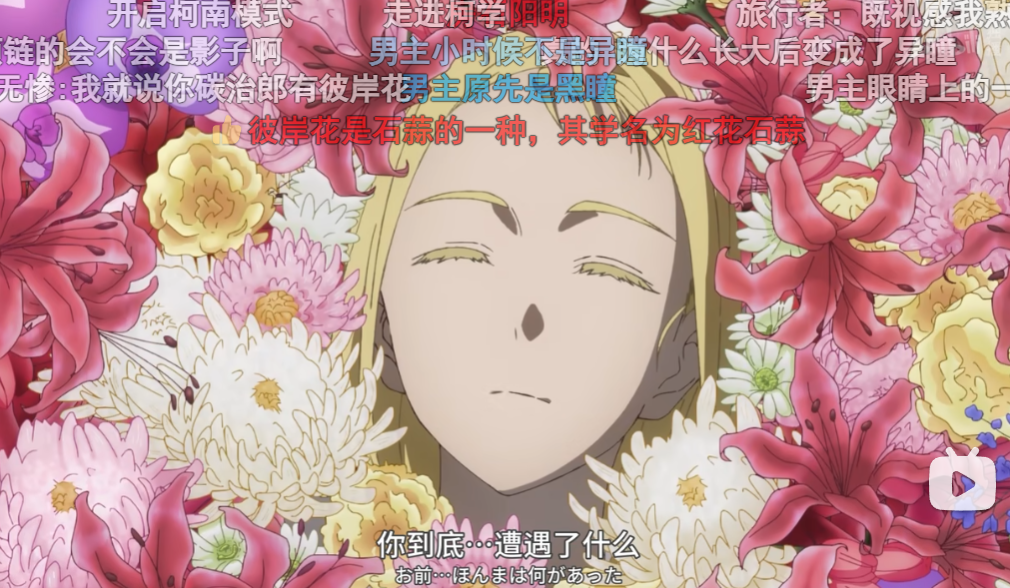 开启柯南模式 走进柯学 阳明 旅行者：既视感我熟
链的会不会是影子啊 男主小时候不是异瞳 什么长大后变成了异瞳
无惨:我就说你碳治郎有彼岸花 男主原先是黑瞳 男主眼睛上的一
彼岸花是石蒜的一种，其学名为红花石蒜
你到底…遭遇了什么
お前…ほんまは何があった